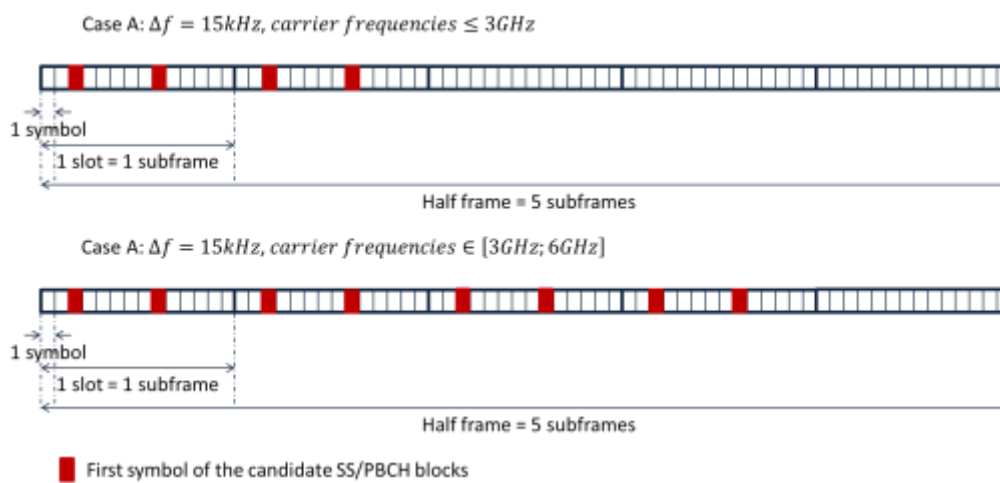 Case A: Δf = 15kHz, carrier frequencies ≤ 3GHz
1 symbol
1 slot = 1 subframe
Half frame = 5 subframes
Case A: Δf = 15kHz, carrier frequencies ∈ [3GHz; 6GHz]
1 symbol
1 slot = 1 subframe
Half frame = 5 subframes
First symbol of the candidate SS/PBCH blocks